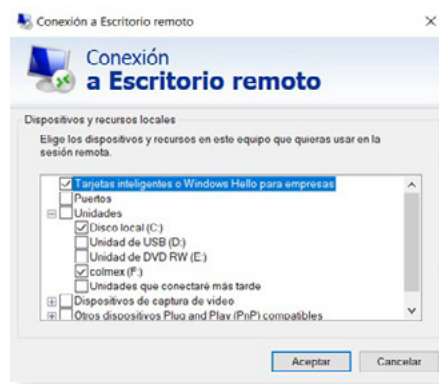 Conexión a Escritorio remoto
Conexión
a Escritorio remoto
Dispositivos y recursos locales
Elige los dispositivos y recursos en este equipo que quieras usar en la
sesión remota.
Tarjetas inteligentes o Windows Hello para empresas
Puertos
Unidades
Disco local (C:)
Unidad de USB (D:)
Unidad de DVD RW (E:)
colmex (F:)
Unidades que conectaré más tarde
Dispositivos de captura de video
Otros dispositivos Plug and Play (PnP) compatibles
Aceptar
Cancelar